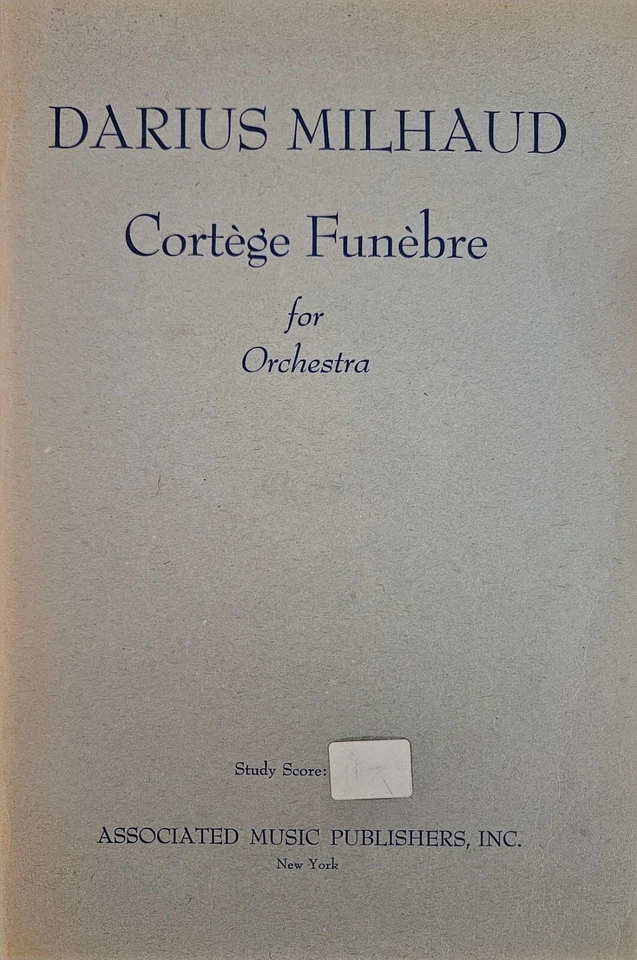 DARIUS MILHAUD
Cortège Funèbre
for
Orchestra
Study Score:
ASSOCIATED MUSIC PUBLISHERS, INC.
New York